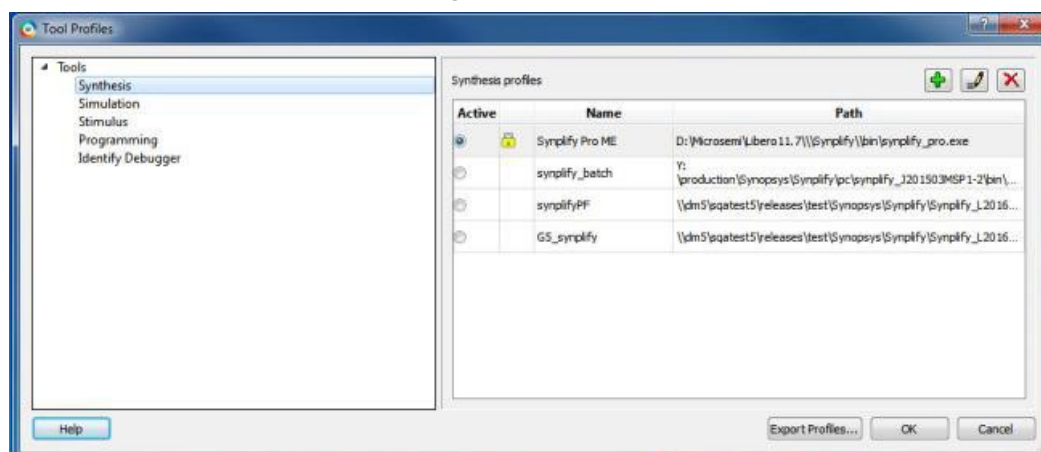 Tool Profiles
Tools
Synthesis
Simulation
Stimulus
Programming
Identify Debugger
Synthesis profiles
Active Name Path
Synplify Pro ME D:\Microsemi\Libero11.7\\\Synplify\\bin\synplify_pro.exe
synplify_batch Y:
\production\Synopsys\Synplify\pc\synplify_J201503MSP1-2\bin\...
synplifyPF \\dm5\sqatest5\releases\test\Synopsys\Synplify\Synplify_L2016...
G5_synplify \\dm5\sqatest5\releases\test\Synopsys\Synplify\Synplify_L2016...
Help Export Profiles... OK Cancel